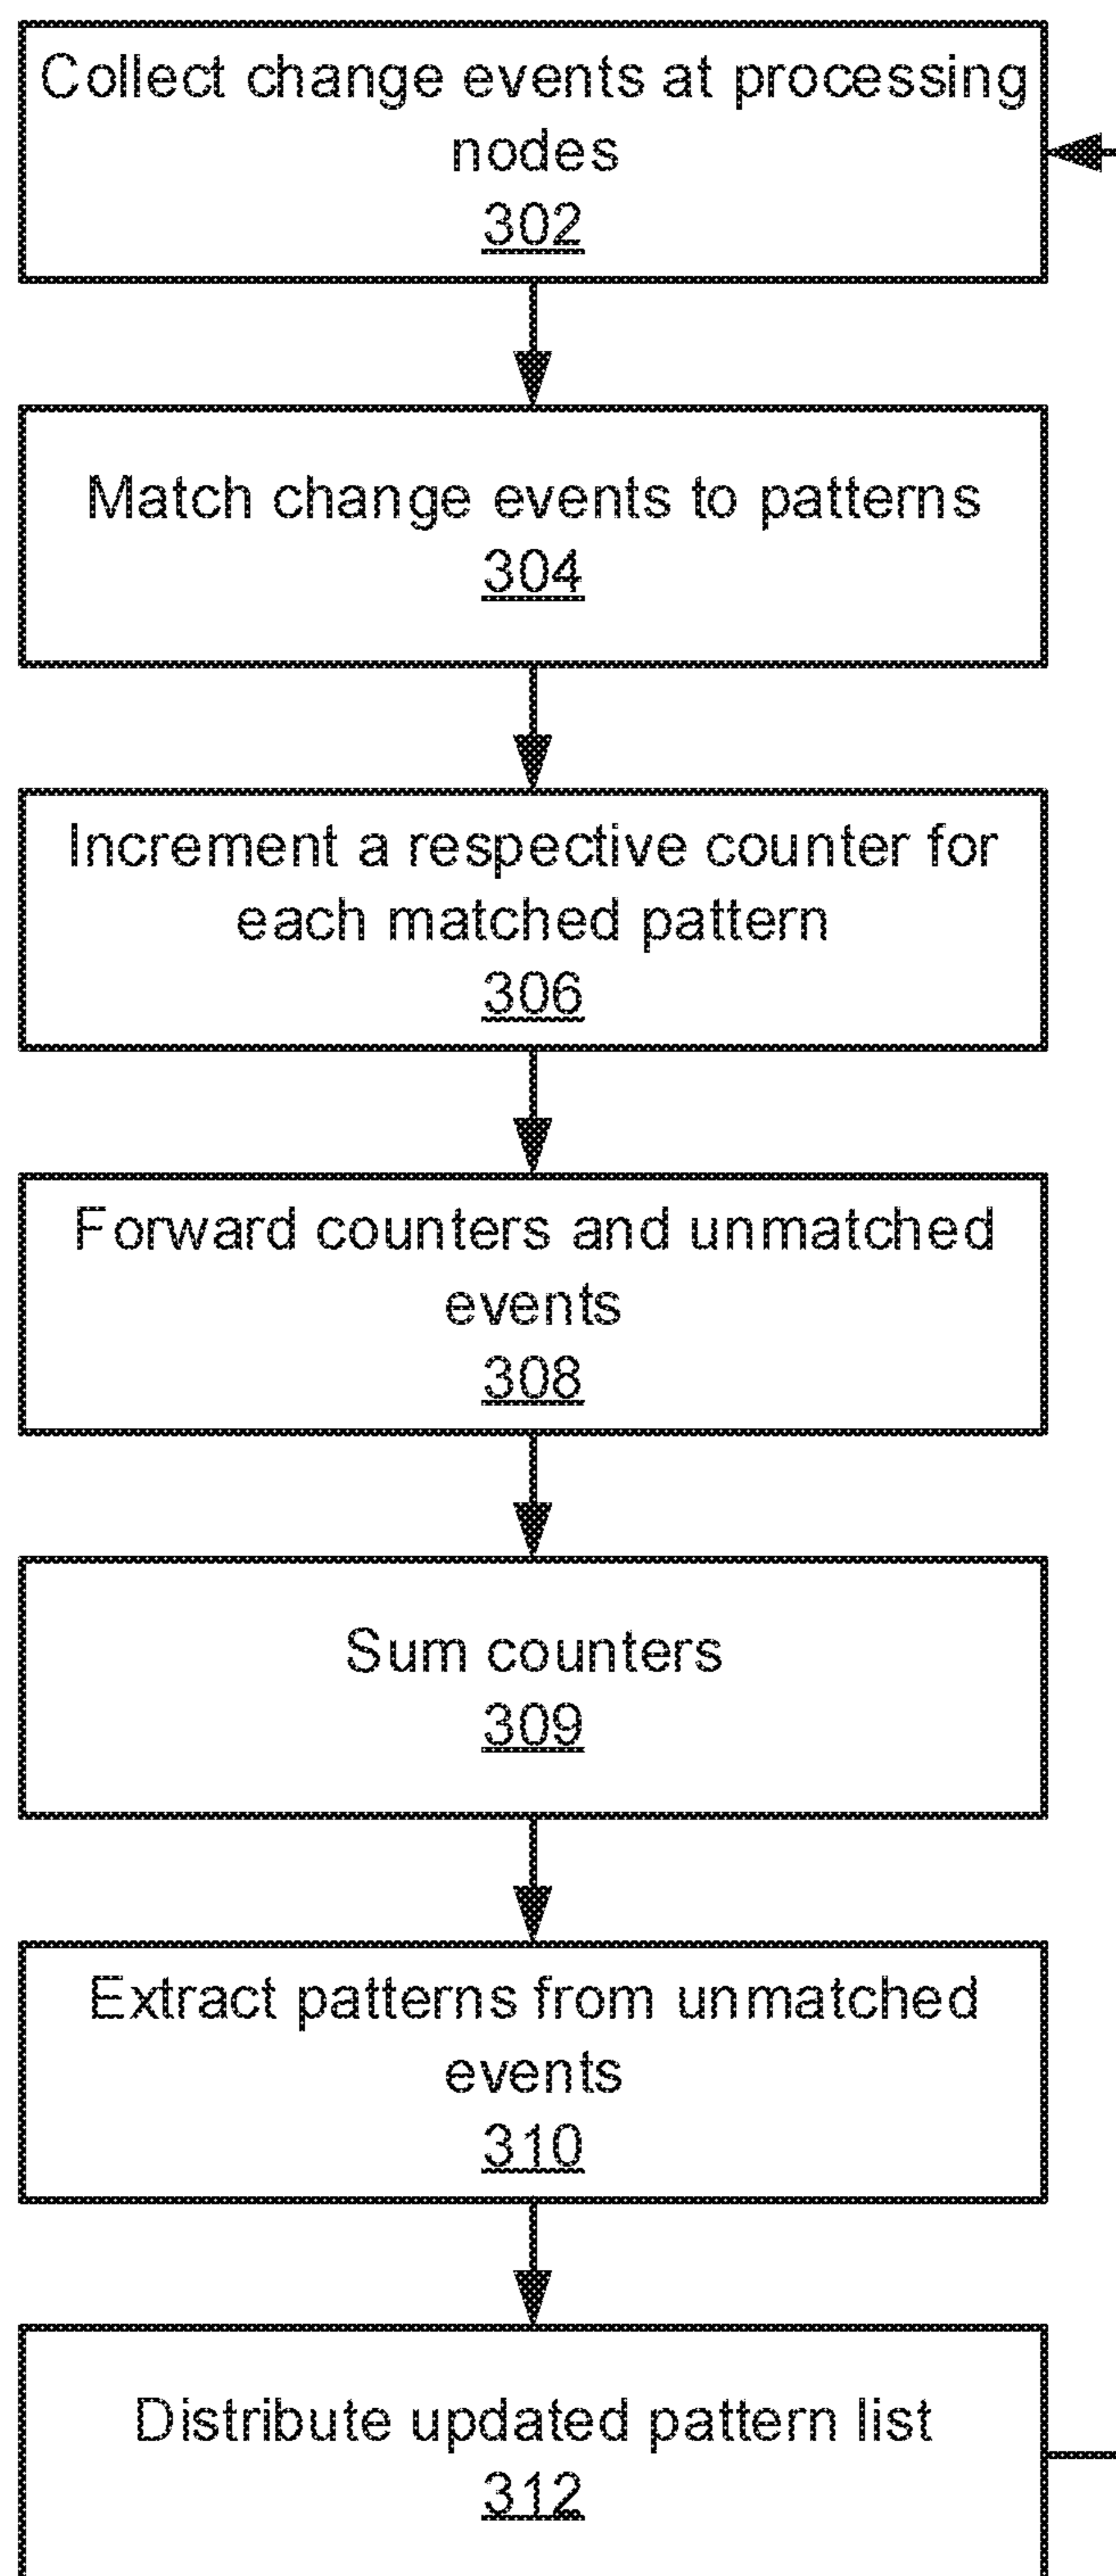 Collect change events at processing
nodes
302
Match change events to patterns
304
Increment a respective counter for
each matched pattern
306
Forward counters and unmatched
events
308
Sum counters
309
Extract patterns from unmatched
events
310
Distribute updated pattern list
312